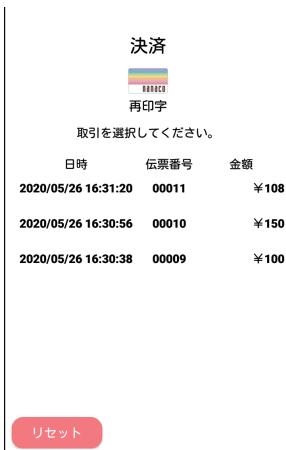 決済
nanaco
再印字
取引を選択してください。
日時 伝票番号 金額
2020/05/26 16:31:20 00011 ￥108
2020/05/26 16:30:56 00010 ￥150
2020/05/26 16:30:38 00009 ￥100
リセット